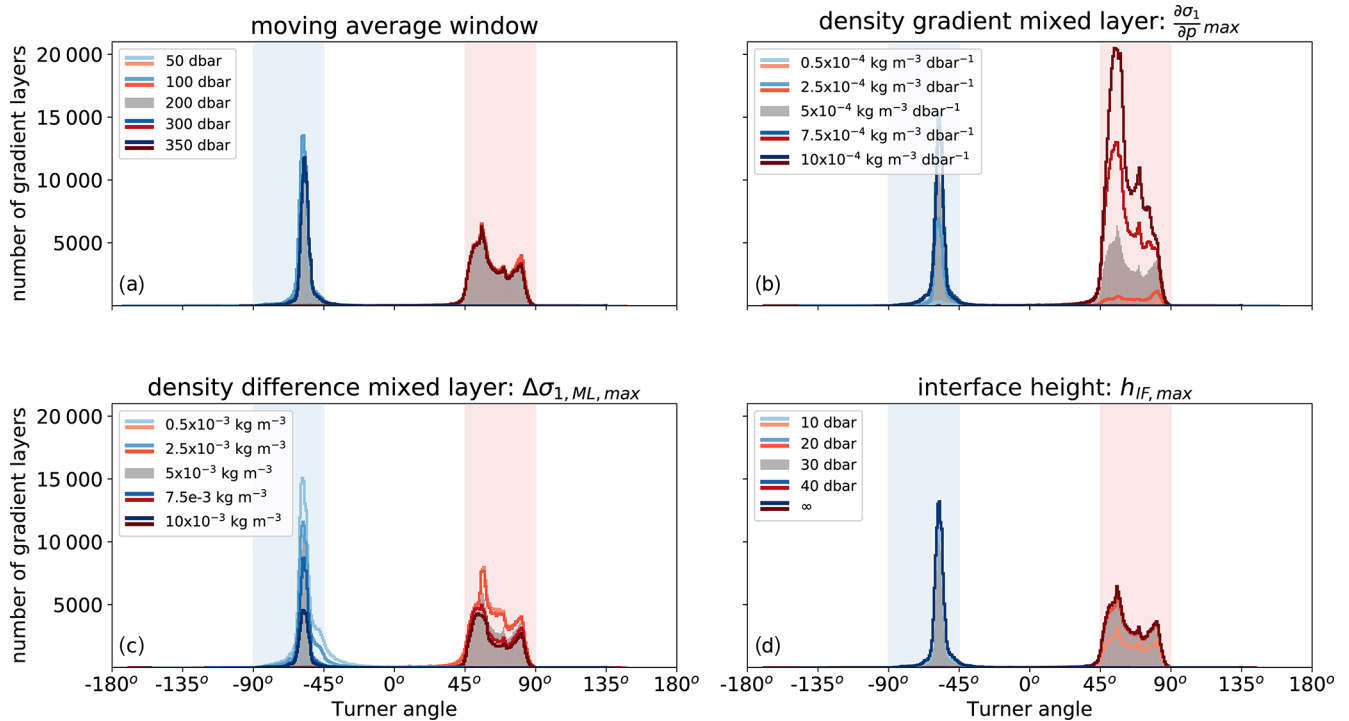 moving average window
number of gradient layers
20 000
15 000
10 000
5000
50 dbar
100 dbar
200 dbar
300 dbar
350 dbar
(a)
density gradient mixed layer: ∂σ₁/∂p max
0.5x10⁻⁴ kg m⁻³ dbar⁻¹
2.5x10⁻⁴ kg m⁻³ dbar⁻¹
5x10⁻⁴ kg m⁻³ dbar⁻¹
7.5x10⁻⁴ kg m⁻³ dbar⁻¹
10x10⁻⁴ kg m⁻³ dbar⁻¹
(b)
density difference mixed layer: Δσ₁, ML, max
number of gradient layers
20 000
15 000
10 000
5000
0.5x10⁻³ kg m⁻³
2.5x10⁻³ kg m⁻³
5x10⁻³ kg m⁻³
7.5e-3 kg m⁻³
10x10⁻³ kg m⁻³
(c)
-180° -135° -90° -45° 0° 45° 90° 135° 180°
Turner angle
interface height: h IF, max
10 dbar
20 dbar
30 dbar
40 dbar
∞
(d)
-180° -135° -90° -45° 0° 45° 90° 135° 180°
Turner angle